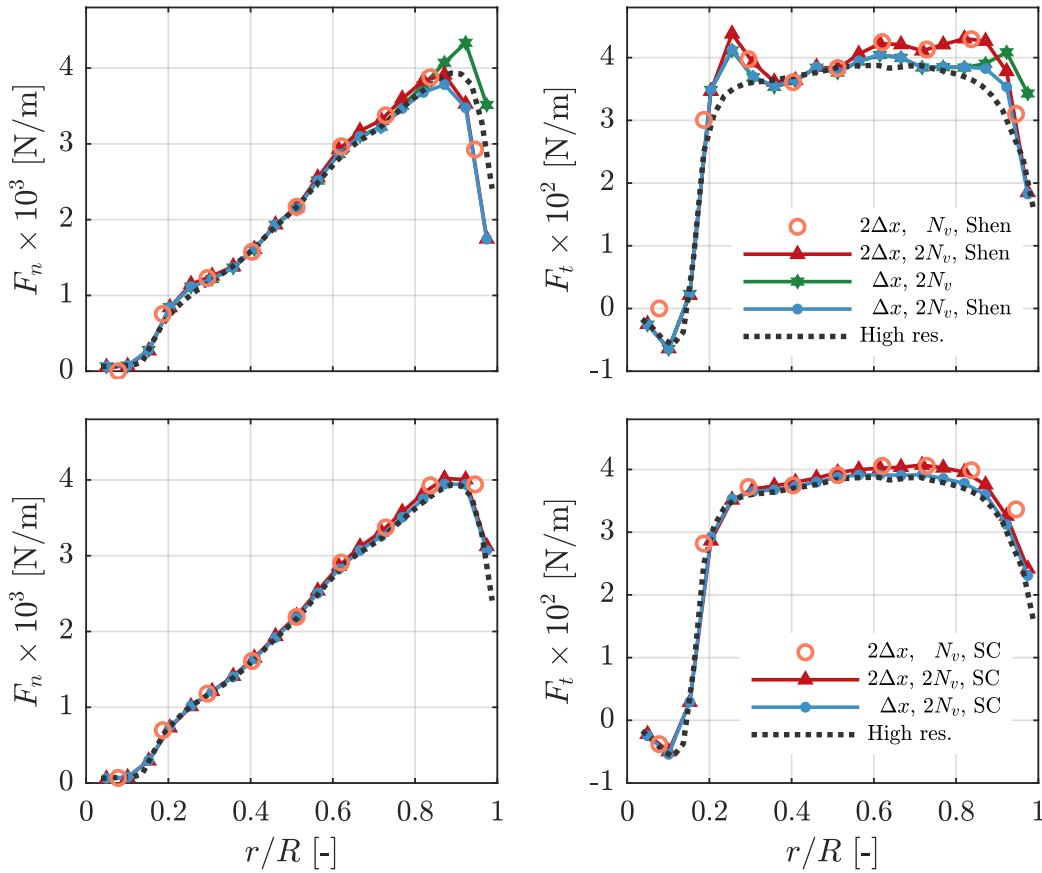 4
3
2
1
0
F_n × 10^3 [N/m]
4
3
2
1
0
-1
F_t × 10^2 [N/m]
2Δx, N_v, Shen
2Δx, 2N_v, Shen
Δx, 2N_v
Δx, 2N_v, Shen
High res.
4
3
2
1
0
F_n × 10^3 [N/m]
0 0.2 0.4 0.6 0.8 1
r/R [-]
4
3
2
1
0
-1
F_t × 10^2 [N/m]
2Δx, N_v, SC
2Δx, 2N_v, SC
Δx, 2N_v, SC
High res.
0 0.2 0.4 0.6 0.8 1
r/R [-]